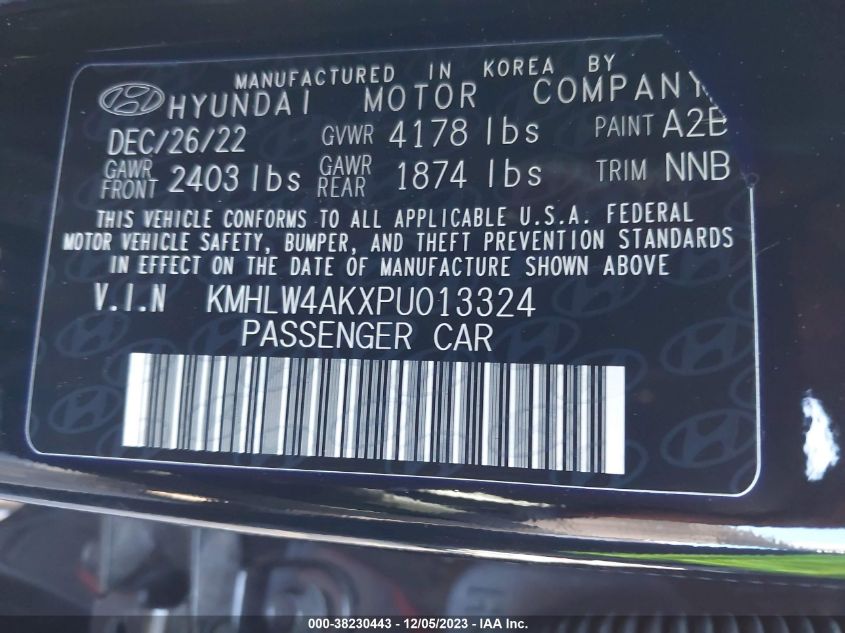 MANUFACTURED IN KOREA BY
HYUNDAI MOTOR COMPANY
DEC/26/22 GVWR 4178 lbs PAINT A2B
GAWR FRONT 2403 lbs GAWR REAR 1874 lbs TRIM NNB
THIS VEHICLE CONFORMS TO ALL APPLICABLE U.S.A. FEDERAL
MOTOR VEHICLE SAFETY, BUMPER, AND THEFT PREVENTION STANDARDS
IN EFFECT ON THE DATE OF MANUFACTURE SHOWN ABOVE
V.I.N KMHLW4AKXPU013324
PASSENGER CAR
000-38230443 - 12/05/2023 - IAA Inc.